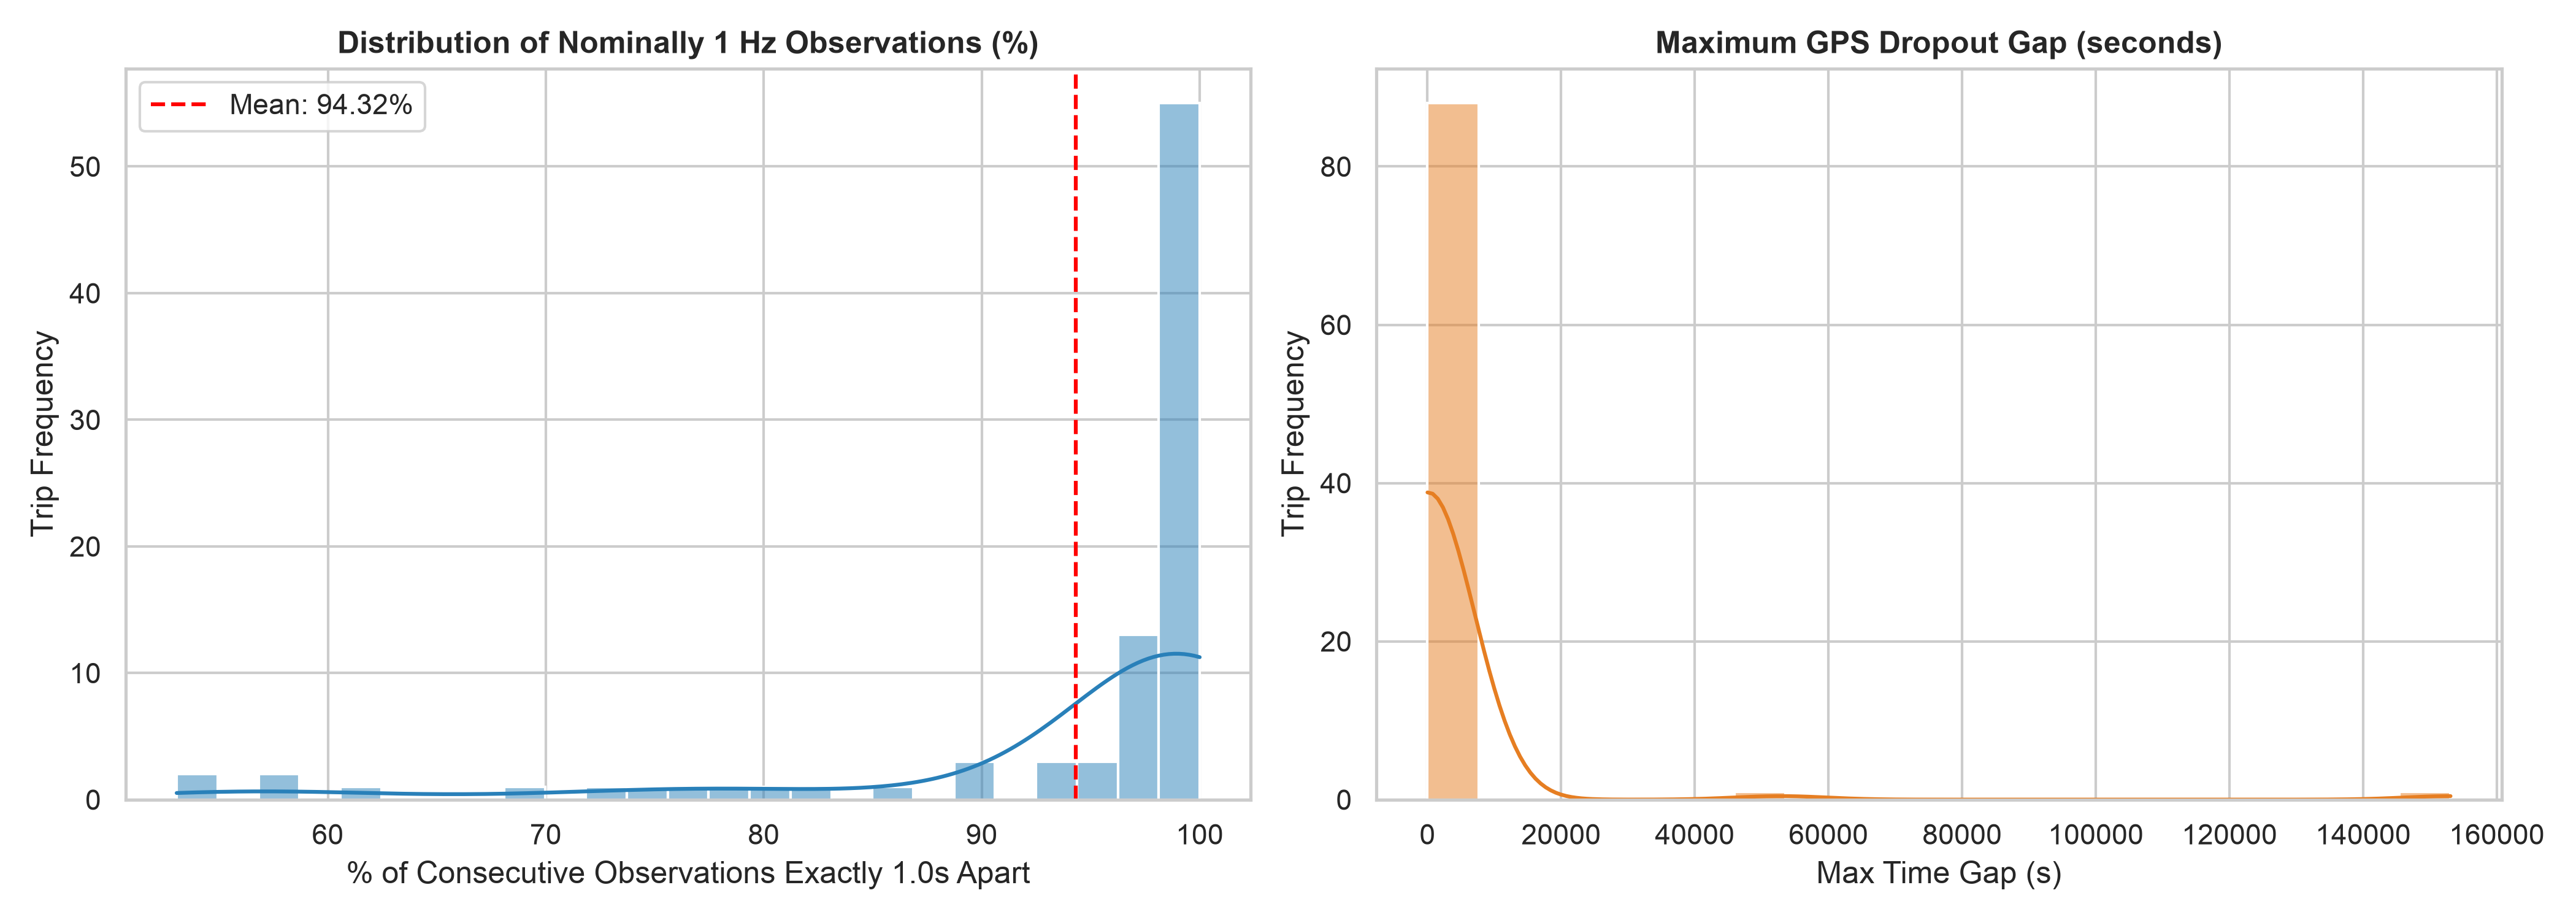 Distribution of Nominally 1 Hz Observations (%)
Mean: 94.32%
Trip Frequency
50
40
30
20
10
0
60 70 80 90 100
% of Consecutive Observations Exactly 1.0s Apart
Maximum GPS Dropout Gap (seconds)
Trip Frequency
80
60
40
20
0
0 20000 40000 60000 80000 100000 120000 140000 160000
Max Time Gap (s)